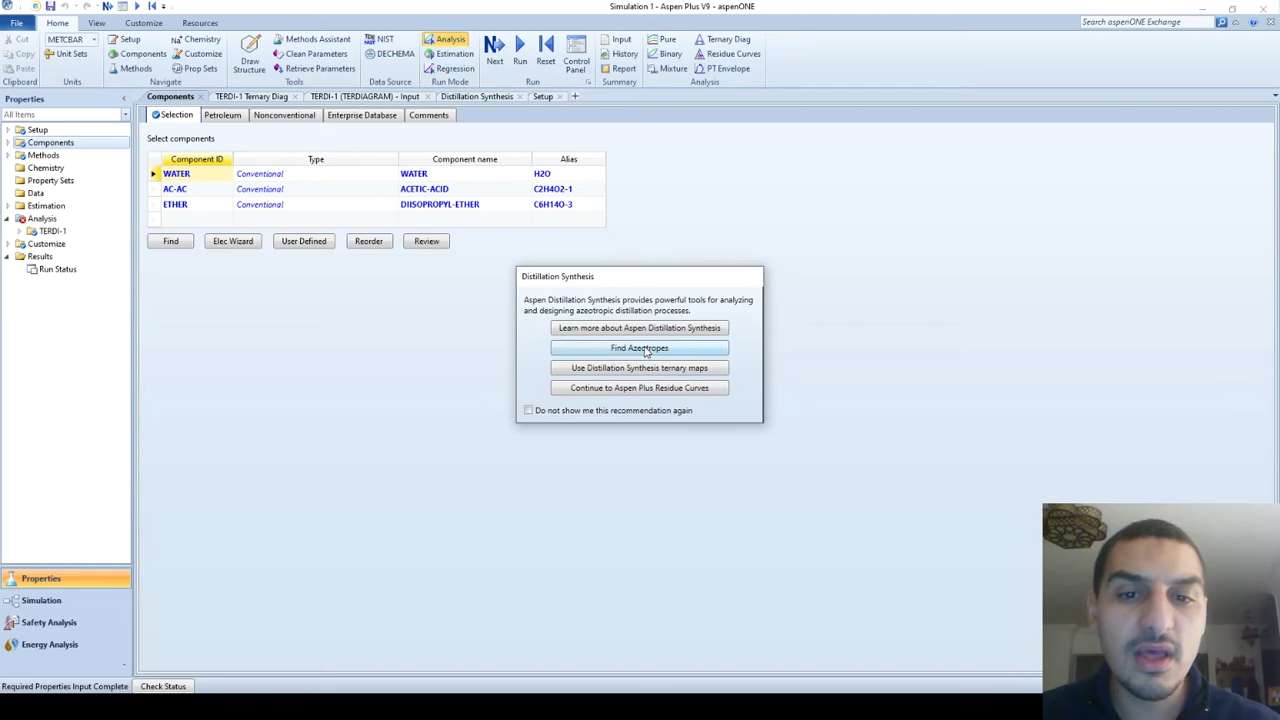 Simulation 1 - Aspen Plus V9 - aspenONE
File Home View Customize Resources
Search aspenONE Exchange
Cut METCBAR Setup Chemistry Methods Assistant NIST Analysis Input Pure Ternary Diag
Copy Unit Sets Components Customize Clean Parameters DECHEMA Estimation History Binary Residue Curves
Paste Methods Prop Sets Draw Structure Retrieve Parameters Regression Next Run Reset Control Panel Report Mixture PT Envelope
Clipboard Units Navigate Tools Data Source Run Mode Run Summary Analysis
Properties
Components TERDI-1 Ternary Diag TERDI-1 (TERDIAGRAM) - Input Distillation Synthesis Setup +
All Items
Selection Petroleum Nonconventional Enterprise Database Comments
Setup
Components
Methods
Chemistry
Property Sets
Data
Estimation
Analysis
TERDI-1
Customize
Results
Run Status
Select components
Component ID Type Component name Alias
WATER Conventional WATER H2O
AC-AC Conventional ACETIC-ACID C2H4O2-1
ETHER Conventional DIISOPROPYL-ETHER C6H14O-3
Find Elec Wizard User Defined Reorder Review
Distillation Synthesis
Aspen Distillation Synthesis provides powerful tools for analyzing
and designing azeotropic distillation processes.
Learn more about Aspen Distillation Synthesis
Find Azeotropes
Use Distillation Synthesis ternary maps
Continue to Aspen Plus Residue Curves
Do not show me this recommendation again
Properties
Simulation
Safety Analysis
Energy Analysis
Required Properties Input Complete Check Status